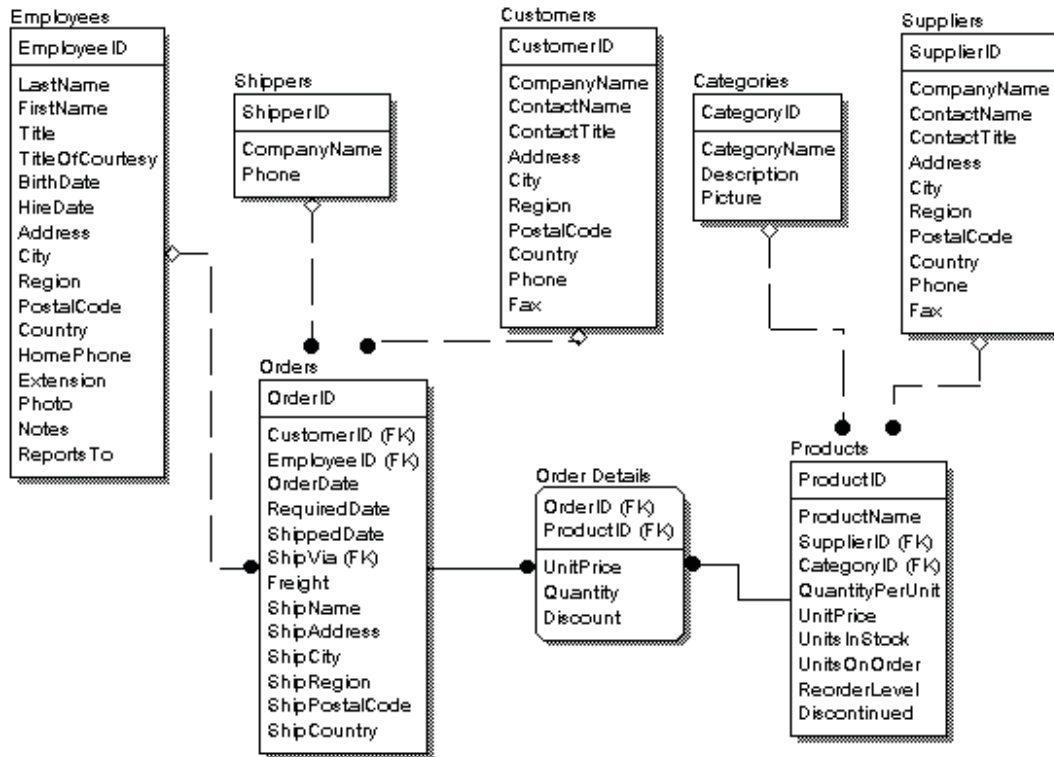 Employees
EmployeeID
LastName
FirstName
Title
TitleOfCourtesy
BirthDate
HireDate
Address
City
Region
PostalCode
Country
HomePhone
Extension
Photo
Notes
ReportsTo
Shippers
ShipperID
CompanyName
Phone
Customers
CustomerID
CompanyName
ContactName
ContactTitle
Address
City
Region
PostalCode
Country
Phone
Fax
Categories
CategoryID
CategoryName
Description
Picture
Suppliers
SupplierID
CompanyName
ContactName
ContactTitle
Address
City
Region
PostalCode
Country
Phone
Fax
Orders
OrderID
CustomerID (FK)
EmployeeID (FK)
OrderDate
RequiredDate
ShippedDate
ShipVia (FK)
Freight
ShipName
ShipAddress
ShipCity
ShipRegion
ShipPostalCode
ShipCountry
Order Details
OrderID (FK)
ProductID (FK)
UnitPrice
Quantity
Discount
Products
ProductID
ProductName
SupplierID (FK)
CategoryID (FK)
QuantityPerUnit
UnitPrice
UnitsInStock
UnitsOnOrder
ReorderLevel
Discontinued